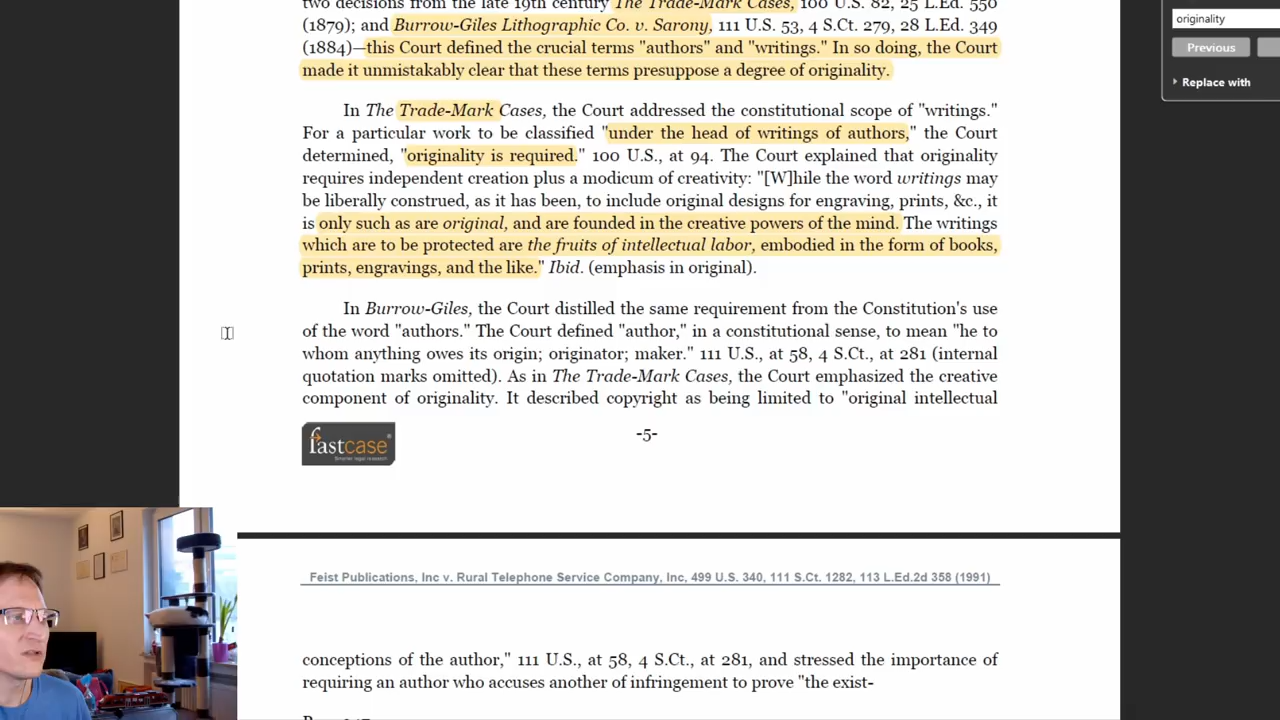 two decisions from the late 19th century The Trade-Mark Cases, 100 U.S. 82, 25 L.Ed. 550
(1879); and Burrow-Giles Lithographic Co. v. Sarony, 111 U.S. 53, 4 S.Ct. 279, 28 L.Ed. 349
(1884)—this Court defined the crucial terms "authors" and "writings." In so doing, the Court
made it unmistakably clear that these terms presuppose a degree of originality.
In The Trade-Mark Cases, the Court addressed the constitutional scope of "writings."
For a particular work to be classified "under the head of writings of authors," the Court
determined, "originality is required." 100 U.S., at 94. The Court explained that originality
requires independent creation plus a modicum of creativity: "[W]hile the word writings may
be liberally construed, as it has been, to include original designs for engraving, prints, &c., it
is only such as are original, and are founded in the creative powers of the mind. The writings
which are to be protected are the fruits of intellectual labor, embodied in the form of books,
prints, engravings, and the like." Ibid. (emphasis in original).
In Burrow-Giles, the Court distilled the same requirement from the Constitution's use
of the word "authors." The Court defined "author," in a constitutional sense, to mean "he to
whom anything owes its origin; originator; maker." 111 U.S., at 58, 4 S.Ct., at 281 (internal
quotation marks omitted). As in The Trade-Mark Cases, the Court emphasized the creative
component of originality. It described copyright as being limited to "original intellectual
fastcase
Smarter legal research
-5-
Feist Publications, Inc v. Rural Telephone Service Company, Inc, 499 U.S. 340, 111 S.Ct. 1282, 113 L.Ed.2d 358 (1991)
conceptions of the author," 111 U.S., at 58, 4 S.Ct., at 281, and stressed the importance of
requiring an author who accuses another of infringement to prove "the exist-
originality
Previous
Replace with